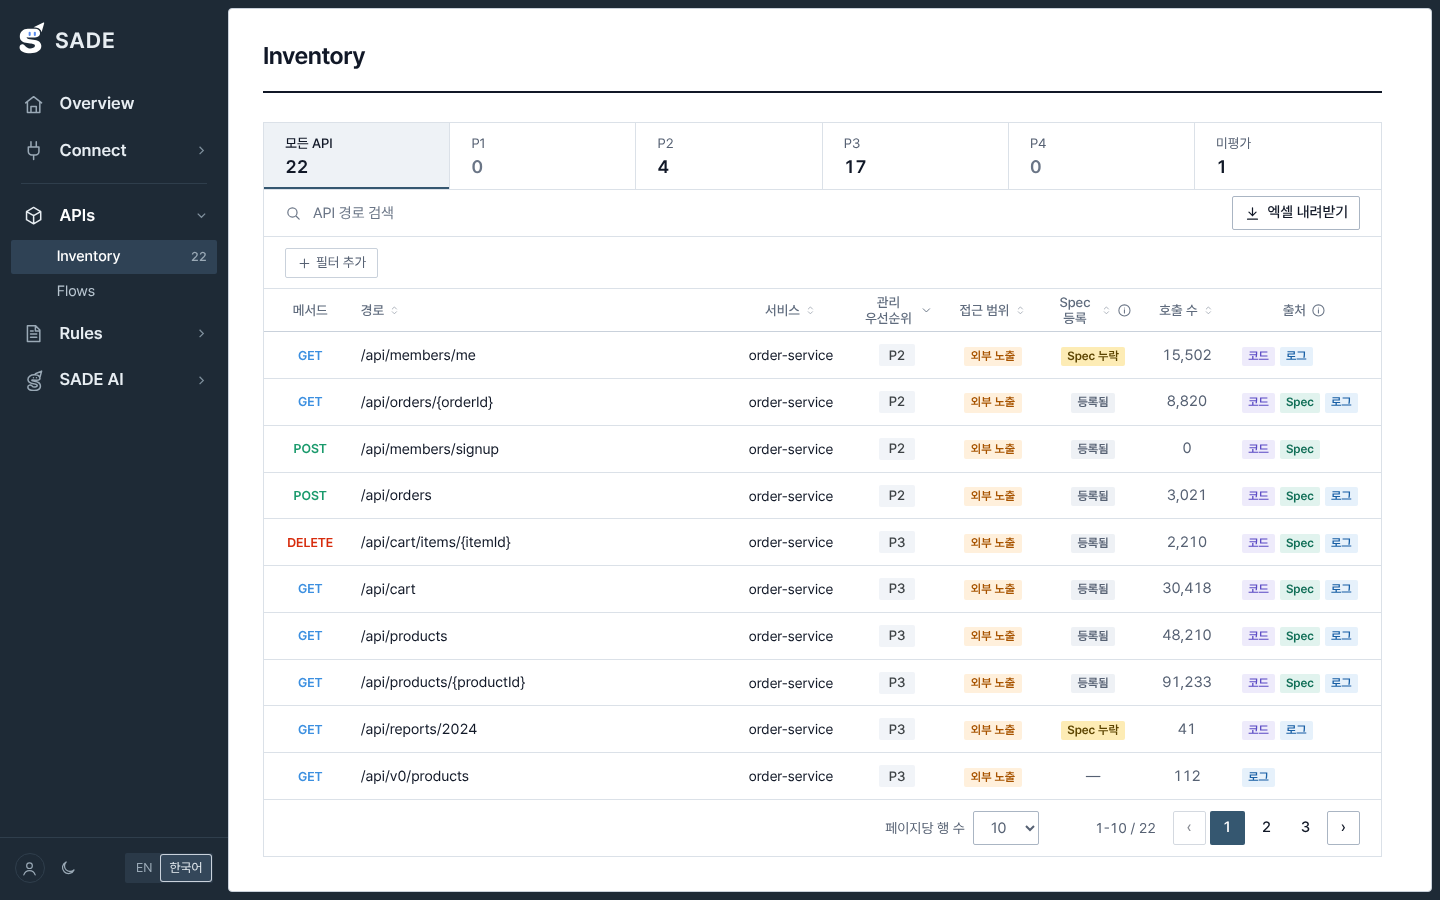 SADE
Overview
Connect
APIs
Inventory 22
Flows
Rules
SADE AI
EN 한국어
Inventory
모든 API P1 P2 P3 P4 미평가
22 0 4 17 0 1
API 경로 검색 엑셀 내려받기
필터 추가
메서드 경로 서비스 관리 우선순위 접근 범위 Spec 등록 호출 수 출처
GET /api/members/me order-service P2 외부 노출 Spec 누락 15,502 코드 로그
GET /api/orders/{orderId} order-service P2 외부 노출 등록됨 8,820 코드 Spec 로그
POST /api/members/signup order-service P2 외부 노출 등록됨 0 코드 Spec
POST /api/orders order-service P2 외부 노출 등록됨 3,021 코드 Spec 로그
DELETE /api/cart/items/{itemId} order-service P3 외부 노출 등록됨 2,210 코드 Spec 로그
GET /api/cart order-service P3 외부 노출 등록됨 30,418 코드 Spec 로그
GET /api/products order-service P3 외부 노출 등록됨 48,210 코드 Spec 로그
GET /api/products/{productId} order-service P3 외부 노출 등록됨 91,233 코드 Spec 로그
GET /api/reports/2024 order-service P3 외부 노출 Spec 누락 41 코드 로그
GET /api/v0/products order-service P3 외부 노출 — 112 로그
페이지당 행 수 10 1-10 / 22 ‹ 1 2 3 ›